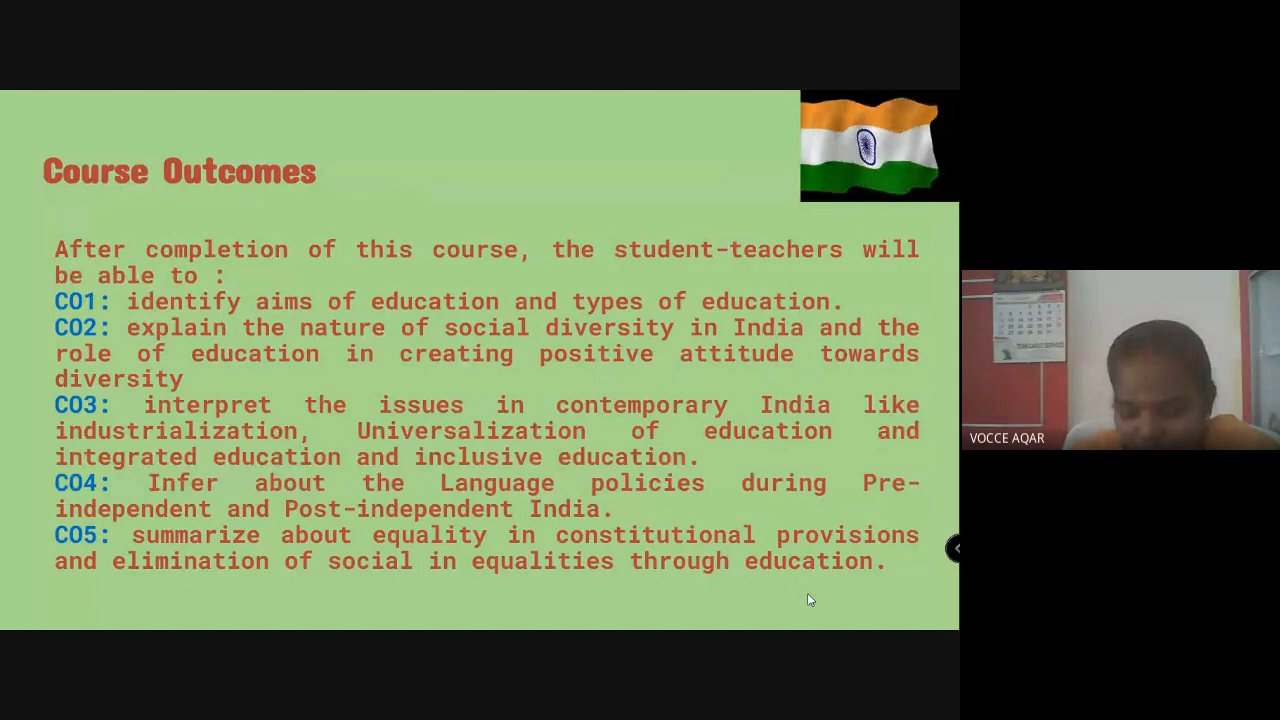 Course Outcomes
After completion of this course, the student-teachers will
be able to :
CO1: identify aims of education and types of education.
CO2: explain the nature of social diversity in India and the
role of education in creating positive attitude towards
diversity
CO3: interpret the issues in contemporary India like
industrialization, Universalization of education and
integrated education and inclusive education.
CO4: Infer about the Language policies during Pre-
independent and Post-independent India.
CO5: summarize about equality in constitutional provisions
and elimination of social in equalities through education.
VOCCE AQAR